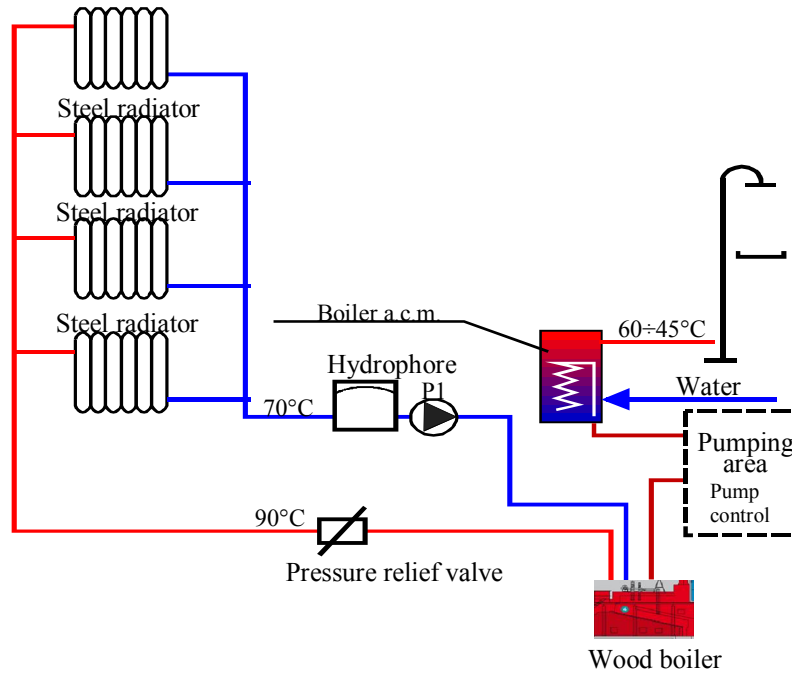 Steel radiator
Steel radiator
Steel radiator
Boiler a.c.m.
60÷45°C
Hydrophore
P1
Water
70°C
Pumping
area
Pump
control
90°C
Pressure relief valve
Wood boiler